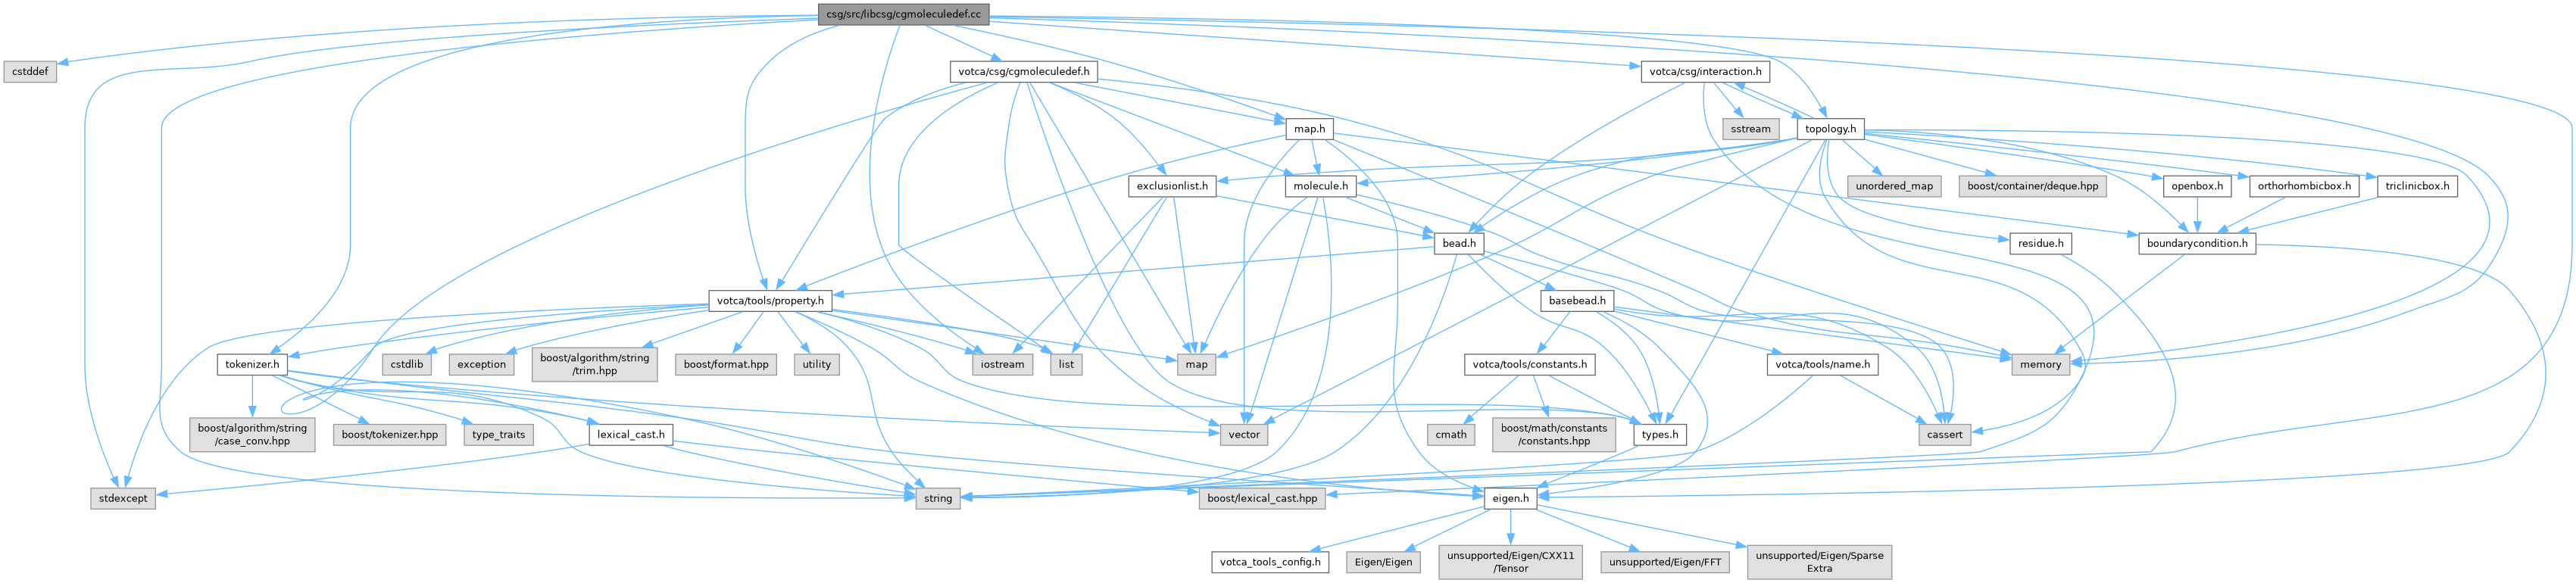 csg/src/libcsg/cgmoleculedef.cc
cstddef
votca/csg/cgmoleculedef.h
votca/csg/interaction.h
map.h
sstream
topology.h
exclusionlist.h
molecule.h
unordered_map
boost/container/deque.hpp
openbox.h
orthorhombicbox.h
triclinicbox.h
bead.h
residue.h
boundarycondition.h
votca/tools/property.h
basebead.h
tokenizer.h
cstdlib
exception
boost/algorithm/string
/trim.hpp
boost/format.hpp
utility
iostream
list
map
votca/tools/constants.h
votca/tools/name.h
memory
boost/algorithm/string
/case_conv.hpp
boost/tokenizer.hpp
type_traits
lexical_cast.h
vector
cmath
boost/math/constants
/constants.hpp
types.h
cassert
stdexcept
string
boost/lexical_cast.hpp
eigen.h
votca_tools_config.h
Eigen/Eigen
unsupported/Eigen/CXX11
/Tensor
unsupported/Eigen/FFT
unsupported/Eigen/Sparse
Extra